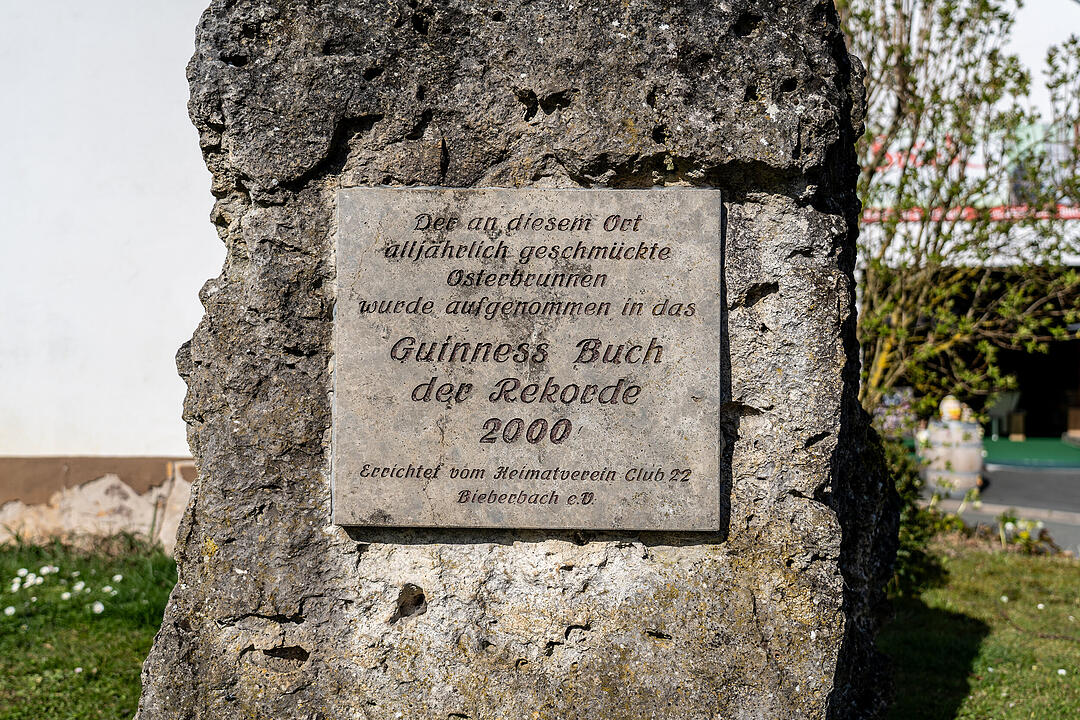 Der an diesem Ort
alljährlich geschmückte
Osterbrunnen
wurde aufgenommen in das
Guinness Buch
der Rekorde
2000
Errichtet vom Heimatverein Club 22
Bieberbach e.V